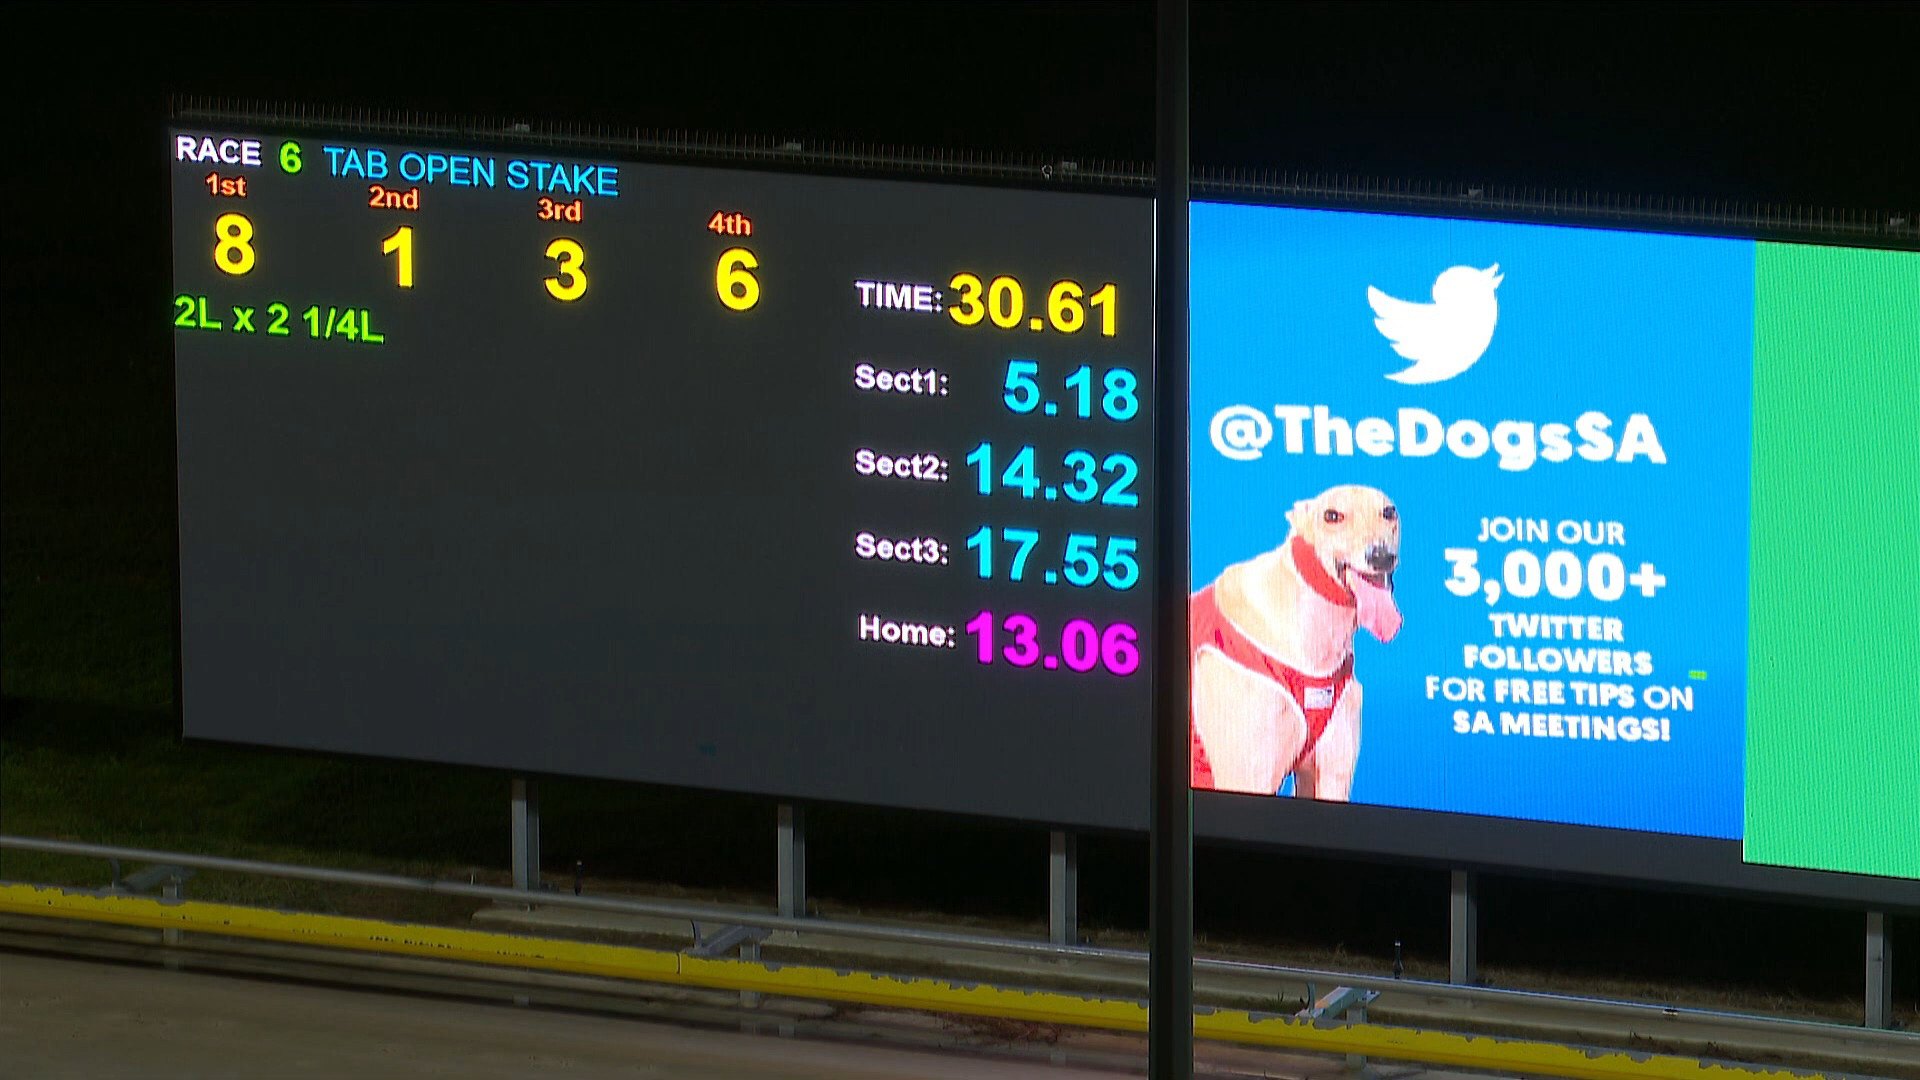 RACE 6 TAB OPEN STAKE
1st 2nd 3rd 4th
8 1 3 6
2L x 2 1/4L
TIME: 30.61
Sect1: 5.18
Sect2: 14.32
Sect3: 17.55
Home: 13.06
@TheDogsSA
JOIN OUR
3,000+
TWITTER
FOLLOWERS
FOR FREE TIPS ON
SA MEETINGS!